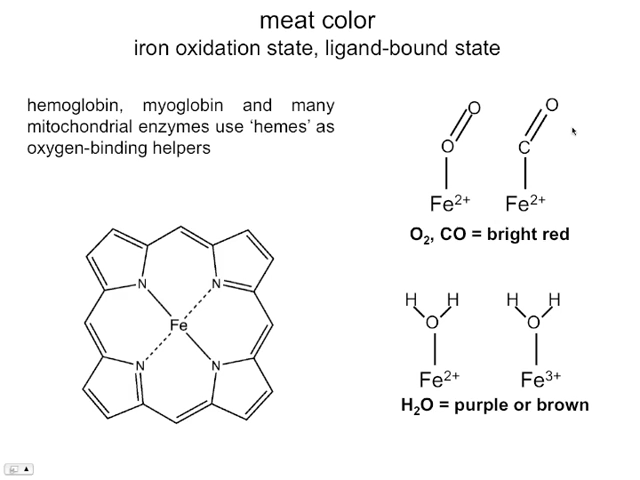 meat color
iron oxidation state, ligand-bound state
hemoglobin, myoglobin and many
mitochondrial enzymes use ‘hemes’ as
oxygen-binding helpers
O O
O C
Fe2+ Fe2+
O₂, CO = bright red
N N
Fe
N N
H H H H
O O
Fe2+ Fe3+
H₂O = purple or brown